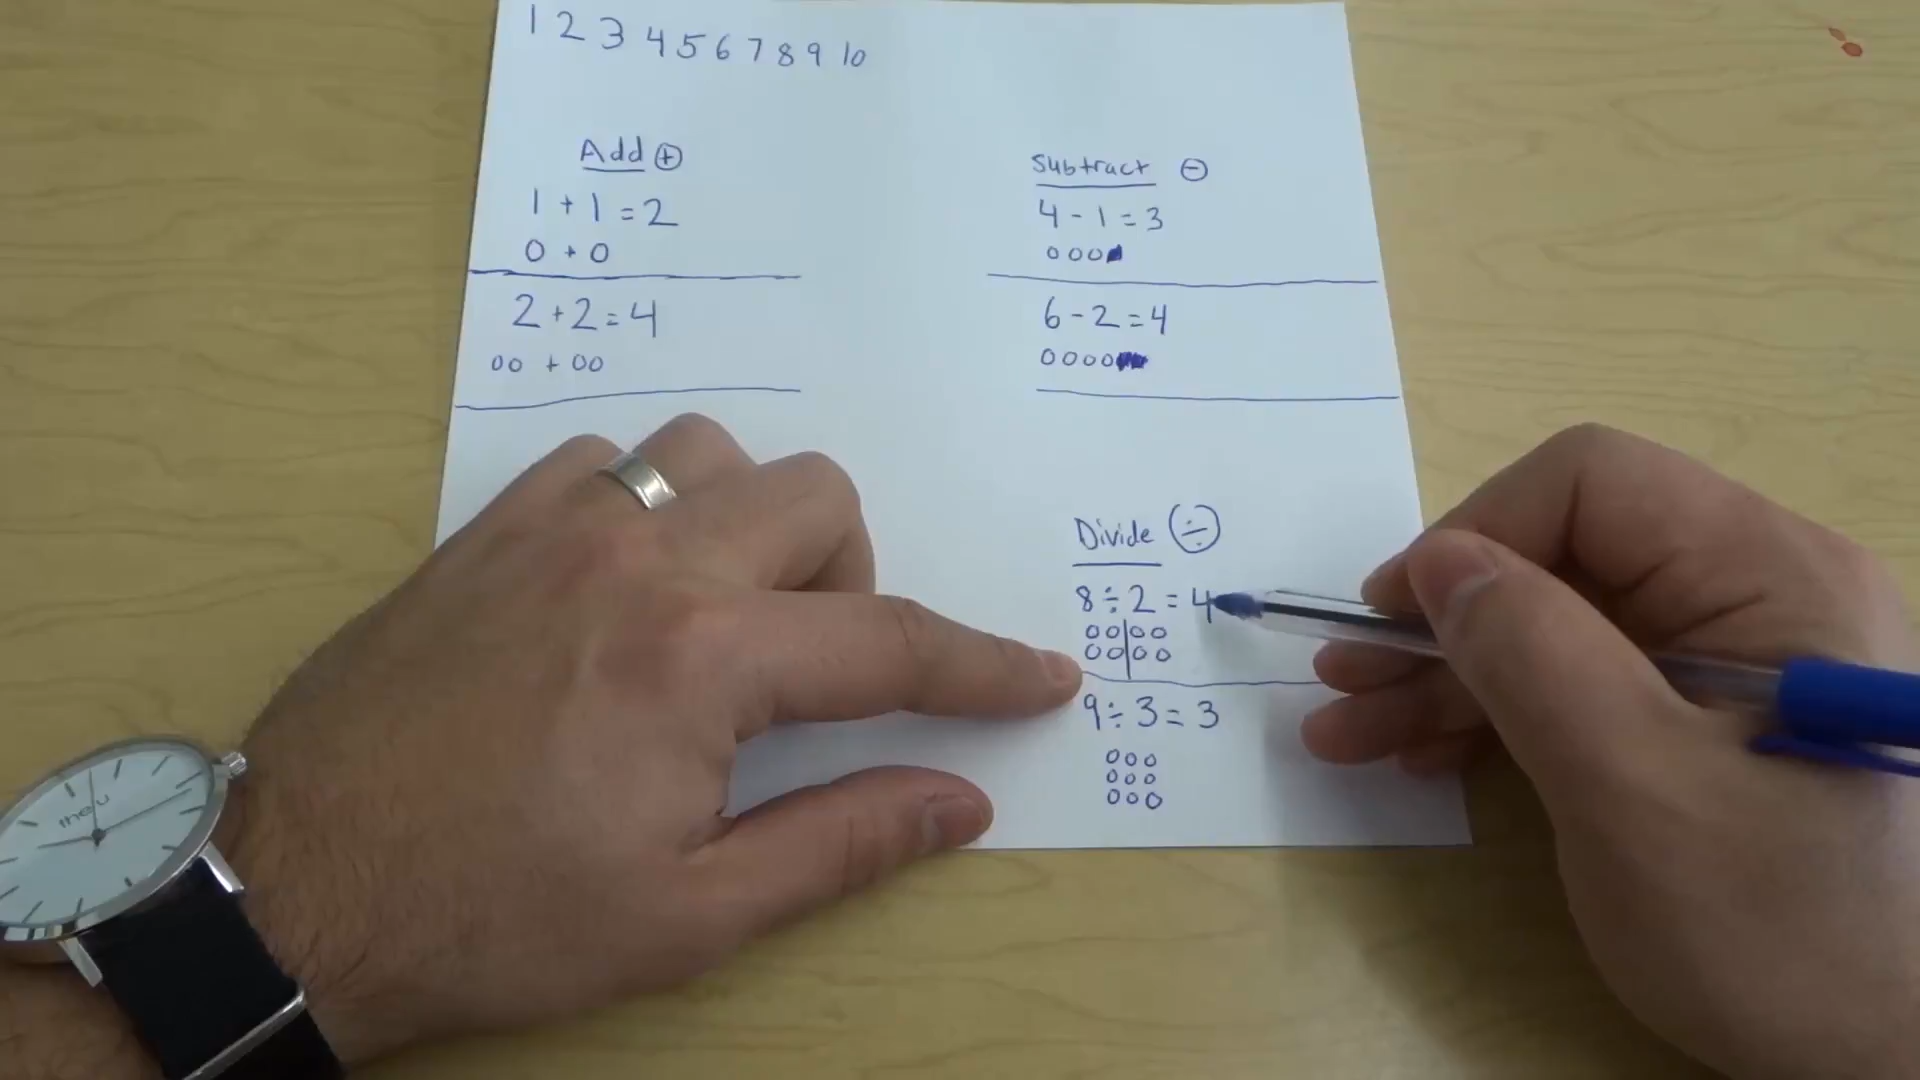 1 2 3 4 5 6 7 8 9 10
Add +
1 + 1 = 2
0 + 0
2 + 2 = 4
00 + 00
Subtract -
4 - 1 = 3
000
6 - 2 = 4
0000
Divide ÷
8 ÷ 2 = 4
00|00
00|00
9 ÷ 3 = 3
000
000
000